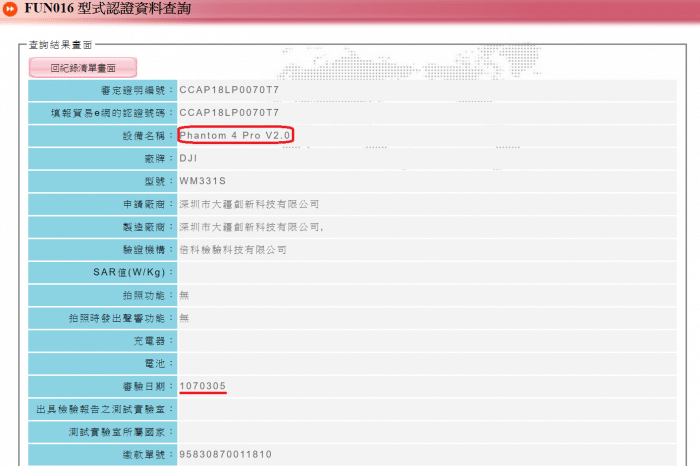 FUN016 型式認證資料查詢
查詢結果畫面
回紀錄清單畫面
審定證明編號： CCAP18LP0070T7
填報貿易e網的認證號碼： CCAP18LP0070T7
設備名稱： Phantom 4 Pro V2.0
廠牌： DJI
型號： WM331S
申請廠商： 深圳市大疆創新科技有限公司
製造廠商： 深圳市大疆創新科技有限公司,
驗證機構： 倍科檢驗科技有限公司
SAR值(W/Kg)：
拍照功能： 無
拍照時發出聲響功能： 無
充電器：
電池：
審驗日期： 1070305
出具檢驗報告之測試實驗室：
測試實驗室所屬國家：
繳款單號： 95830870011810